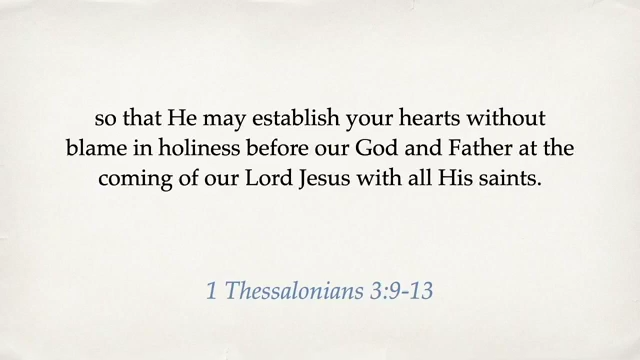 so that He may establish your hearts without
blame in holiness before our God and Father at the
coming of our Lord Jesus with all His saints.
1 Thessalonians 3:9-13